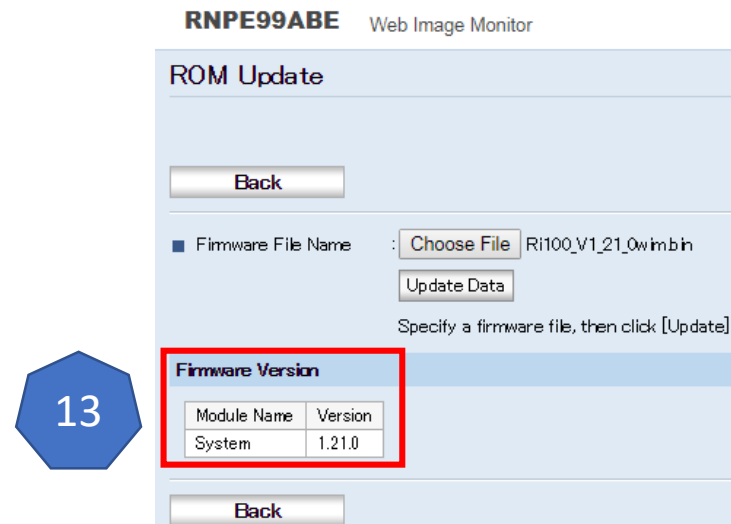 RNPE99ABE Web Image Monitor
ROM Update
Back
Firmware File Name : Choose File Ri100_V1_21_0wim.bin
Update Data
Specify a firmware file, then click [Update]
Firmware Version
13
Module Name Version
System 1.21.0
Back